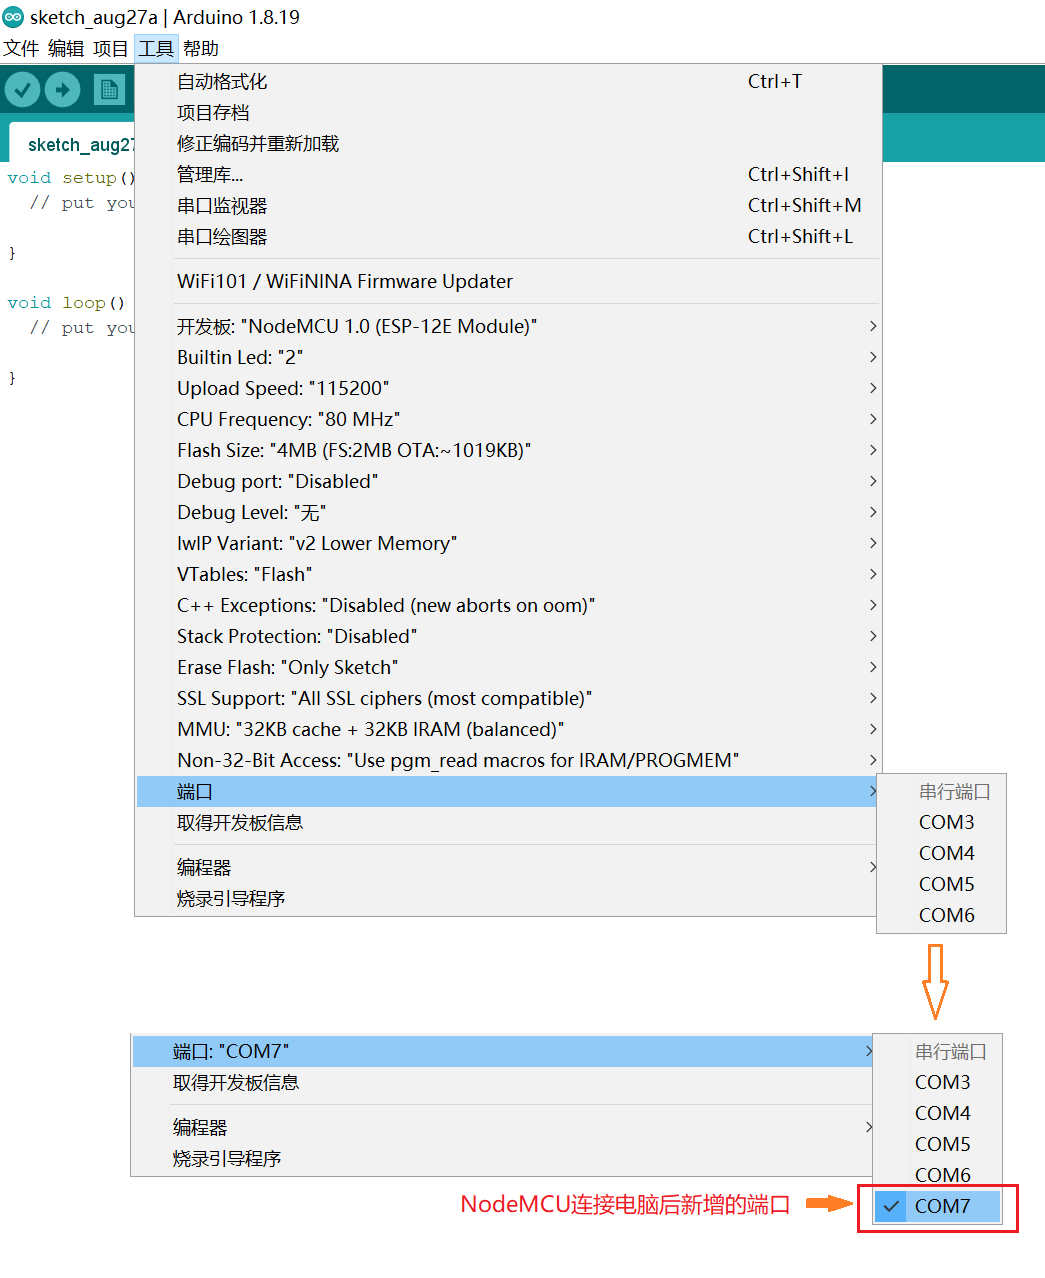 sketch_aug27a | Arduino 1.8.19
文件 编辑 项目 工具 帮助
自动格式化 Ctrl+T
项目存档
修正编码并重新加载
管理库... Ctrl+Shift+I
串口监视器 Ctrl+Shift+M
串口绘图器 Ctrl+Shift+L
WiFi101 / WiFiNINA Firmware Updater
开发板: "NodeMCU 1.0 (ESP-12E Module)"
Builtin Led: "2"
Upload Speed: "115200"
CPU Frequency: "80 MHz"
Flash Size: "4MB (FS:2MB OTA:~1019KB)"
Debug port: "Disabled"
Debug Level: "无"
lwIP Variant: "v2 Lower Memory"
VTables: "Flash"
C++ Exceptions: "Disabled (new aborts on oom)"
Stack Protection: "Disabled"
Erase Flash: "Only Sketch"
SSL Support: "All SSL ciphers (most compatible)"
MMU: "32KB cache + 32KB IRAM (balanced)"
Non-32-Bit Access: "Use pgm_read macros for IRAM/PROGMEM"
端口
取得开发板信息
编程器
烧录引导程序
串行端口
COM3
COM4
COM5
COM6
sketch_aug27
void setup()
// put you
}
void loop()
// put you
}
端口: "COM7"
取得开发板信息
编程器
烧录引导程序
串行端口
COM3
COM4
COM5
COM6
COM7
NodeMCU连接电脑后新增的端口